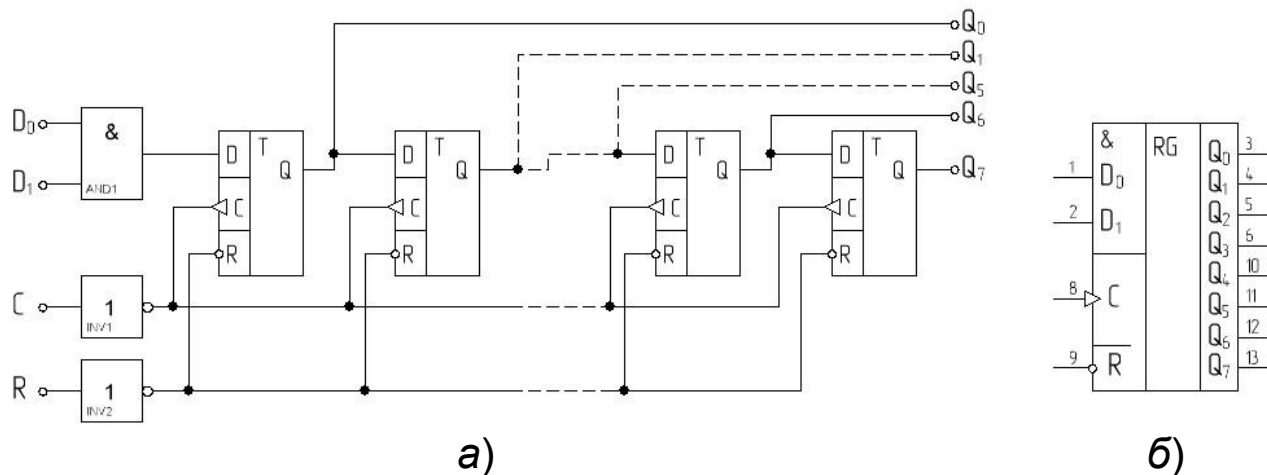 Q₀
Q₁
Q₅
Q₆
Q₇
D₀
D₁
&
AND1
D T
Q
C
R
D T
Q
C
R
D T
Q
C
R
D T
Q
C
R
C
1
INV1
R
1
INV2
а)
& RG
1 D₀
2 D₁
8 C
9 R̅
Q₀ 3
Q₁ 4
Q₂ 5
Q₃ 6
Q₄ 10
Q₅ 11
Q₆ 12
Q₇ 13
б)